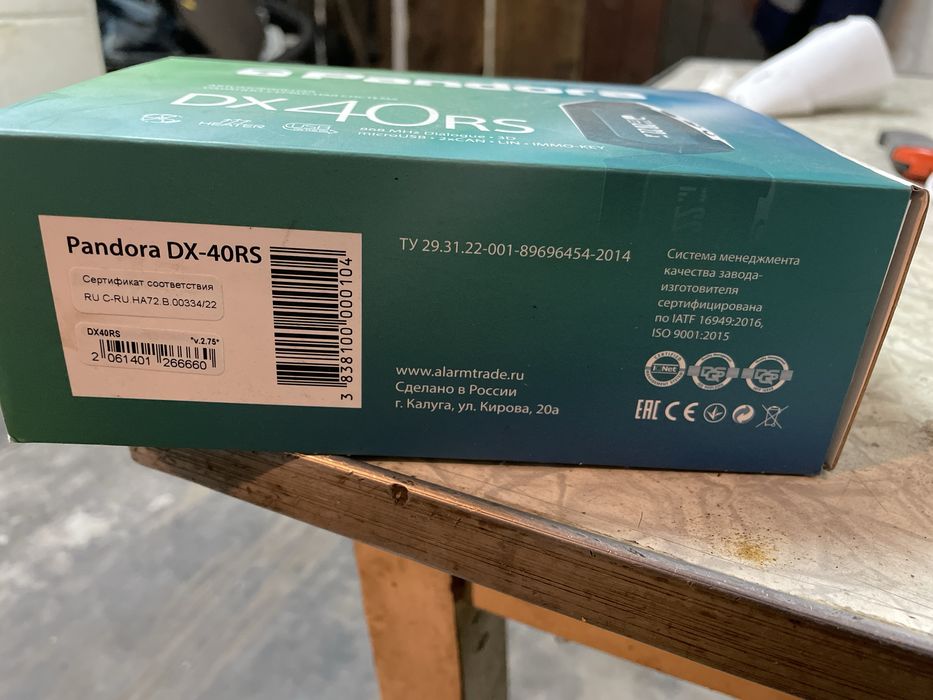 Pandora
DX 40RS
HEATER
868 MHz Dialogue • 3D
microUSB • 2xCAN • LIN • IMMO-KEY
Pandora DX-40RS
Сертификат соответствия
RU C-RU HA72.B.00334/22
DX40RS "v.2.75"
2 061401 266660
3 838100 000104
ТУ 29.31.22-001-89696454-2014
www.alarmtrade.ru
Сделано в России
г. Калуга, ул. Кирова, 20а
Система менеджмента
качества завода-
изготовителя
сертифицирована
по IATF 16949:2016,
ISO 9001:2015
EAC CE